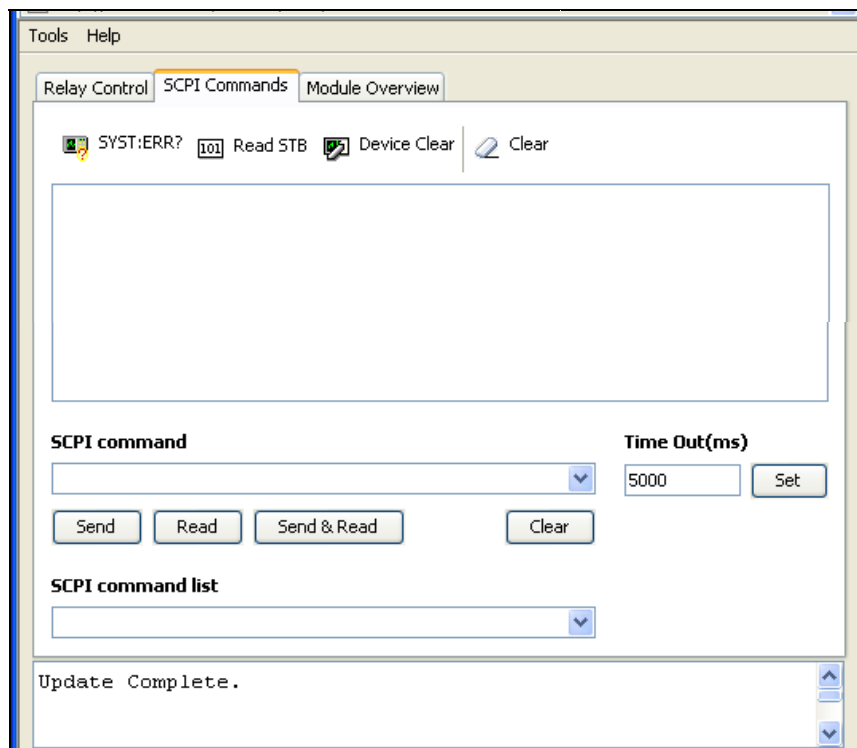 Tools Help
Relay Control SCPI Commands Module Overview
SYST:ERR? 101 Read STB Device Clear Clear
SCPI command Time Out(ms)
5000 Set
Send Read Send & Read Clear
SCPI command list
Update Complete.